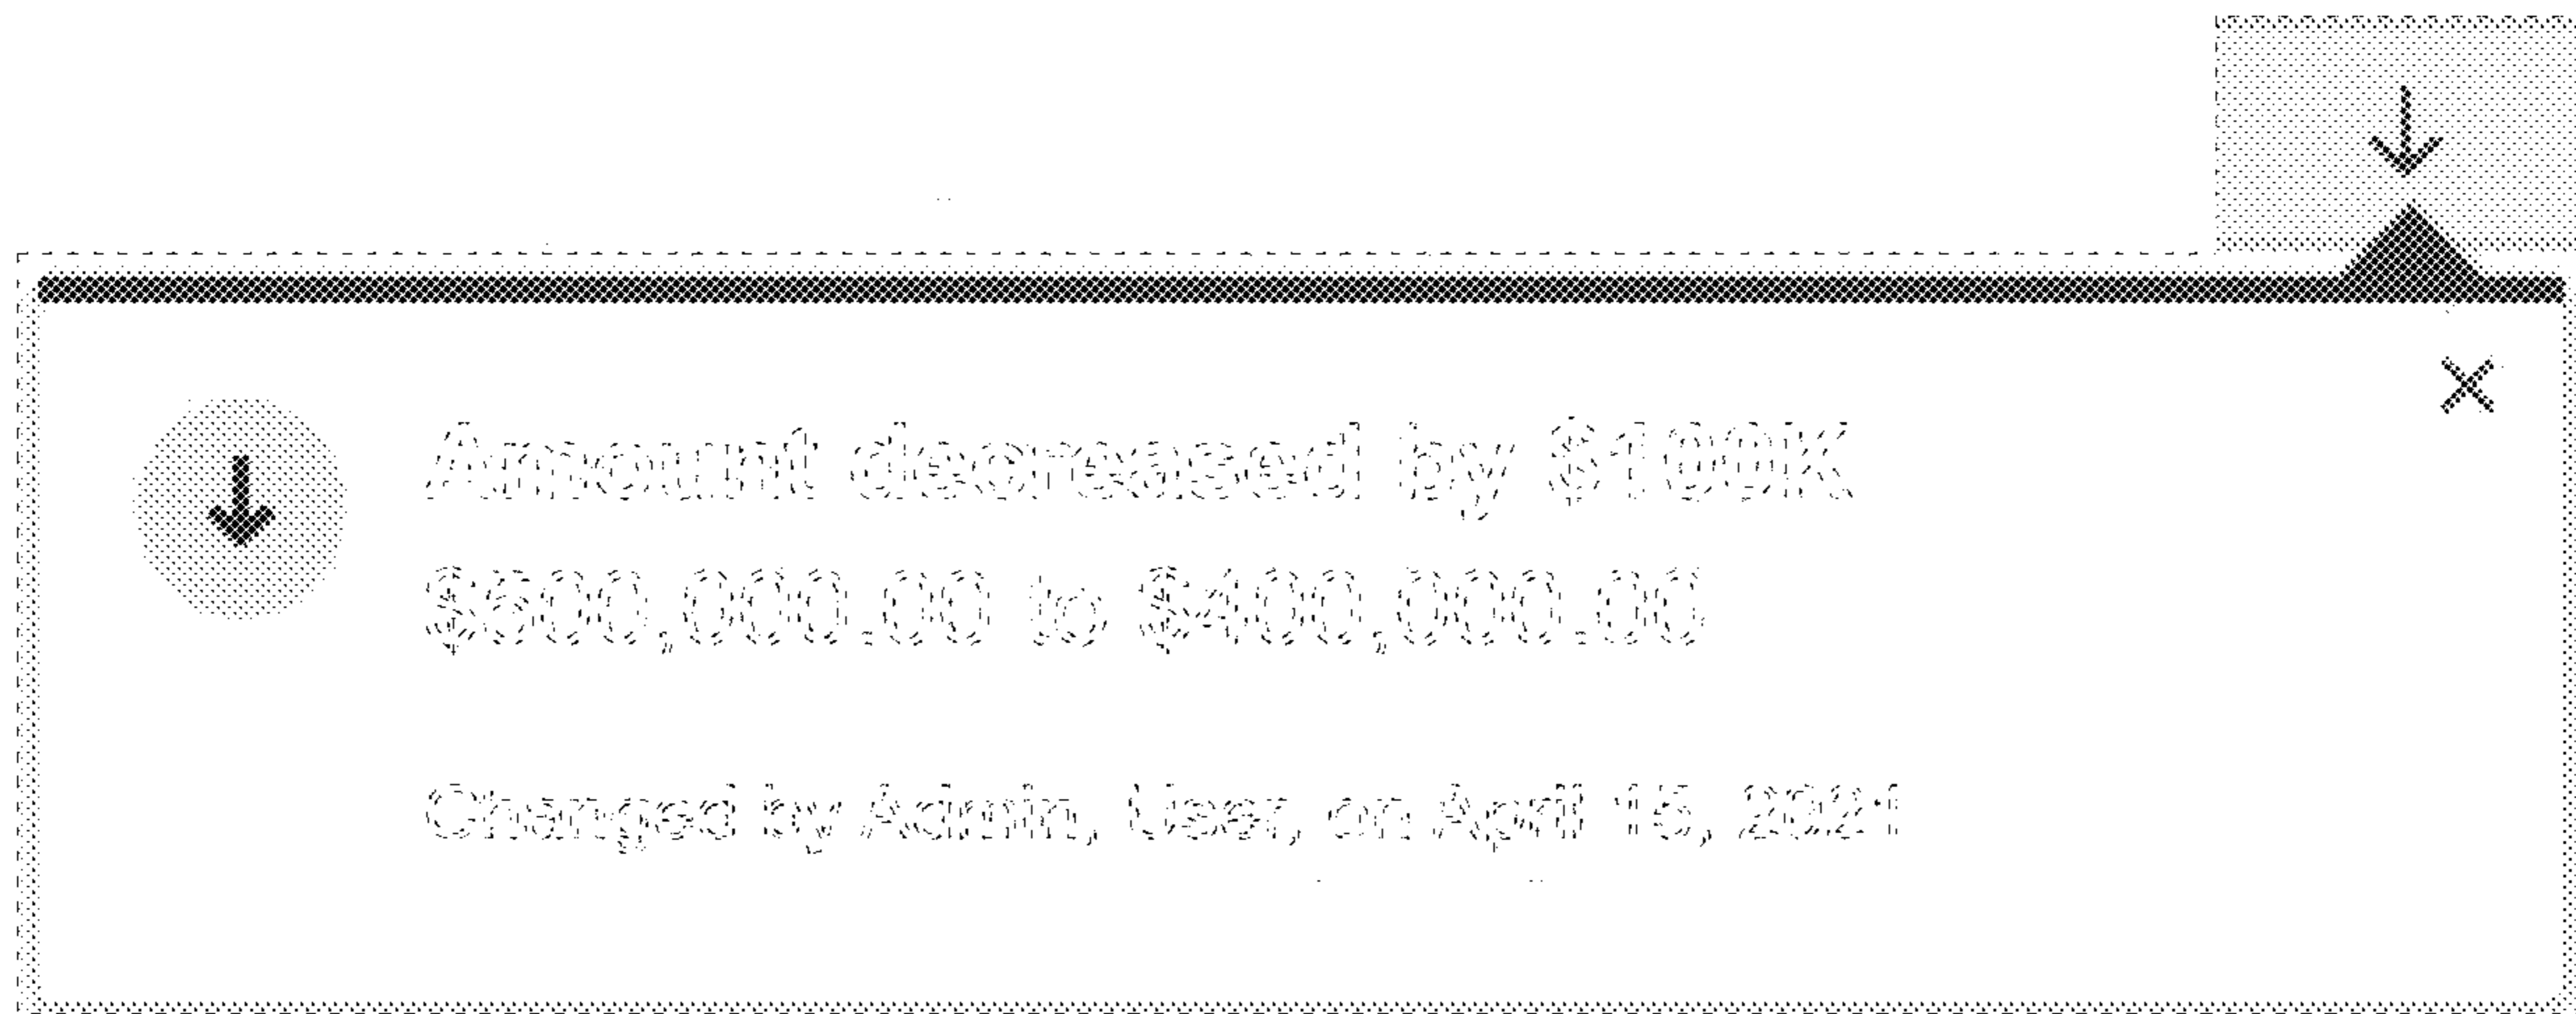 Amount decreased by $100K
$500,000.00 to $400,000.00
Changed by Admin, User, on April 15, 2021